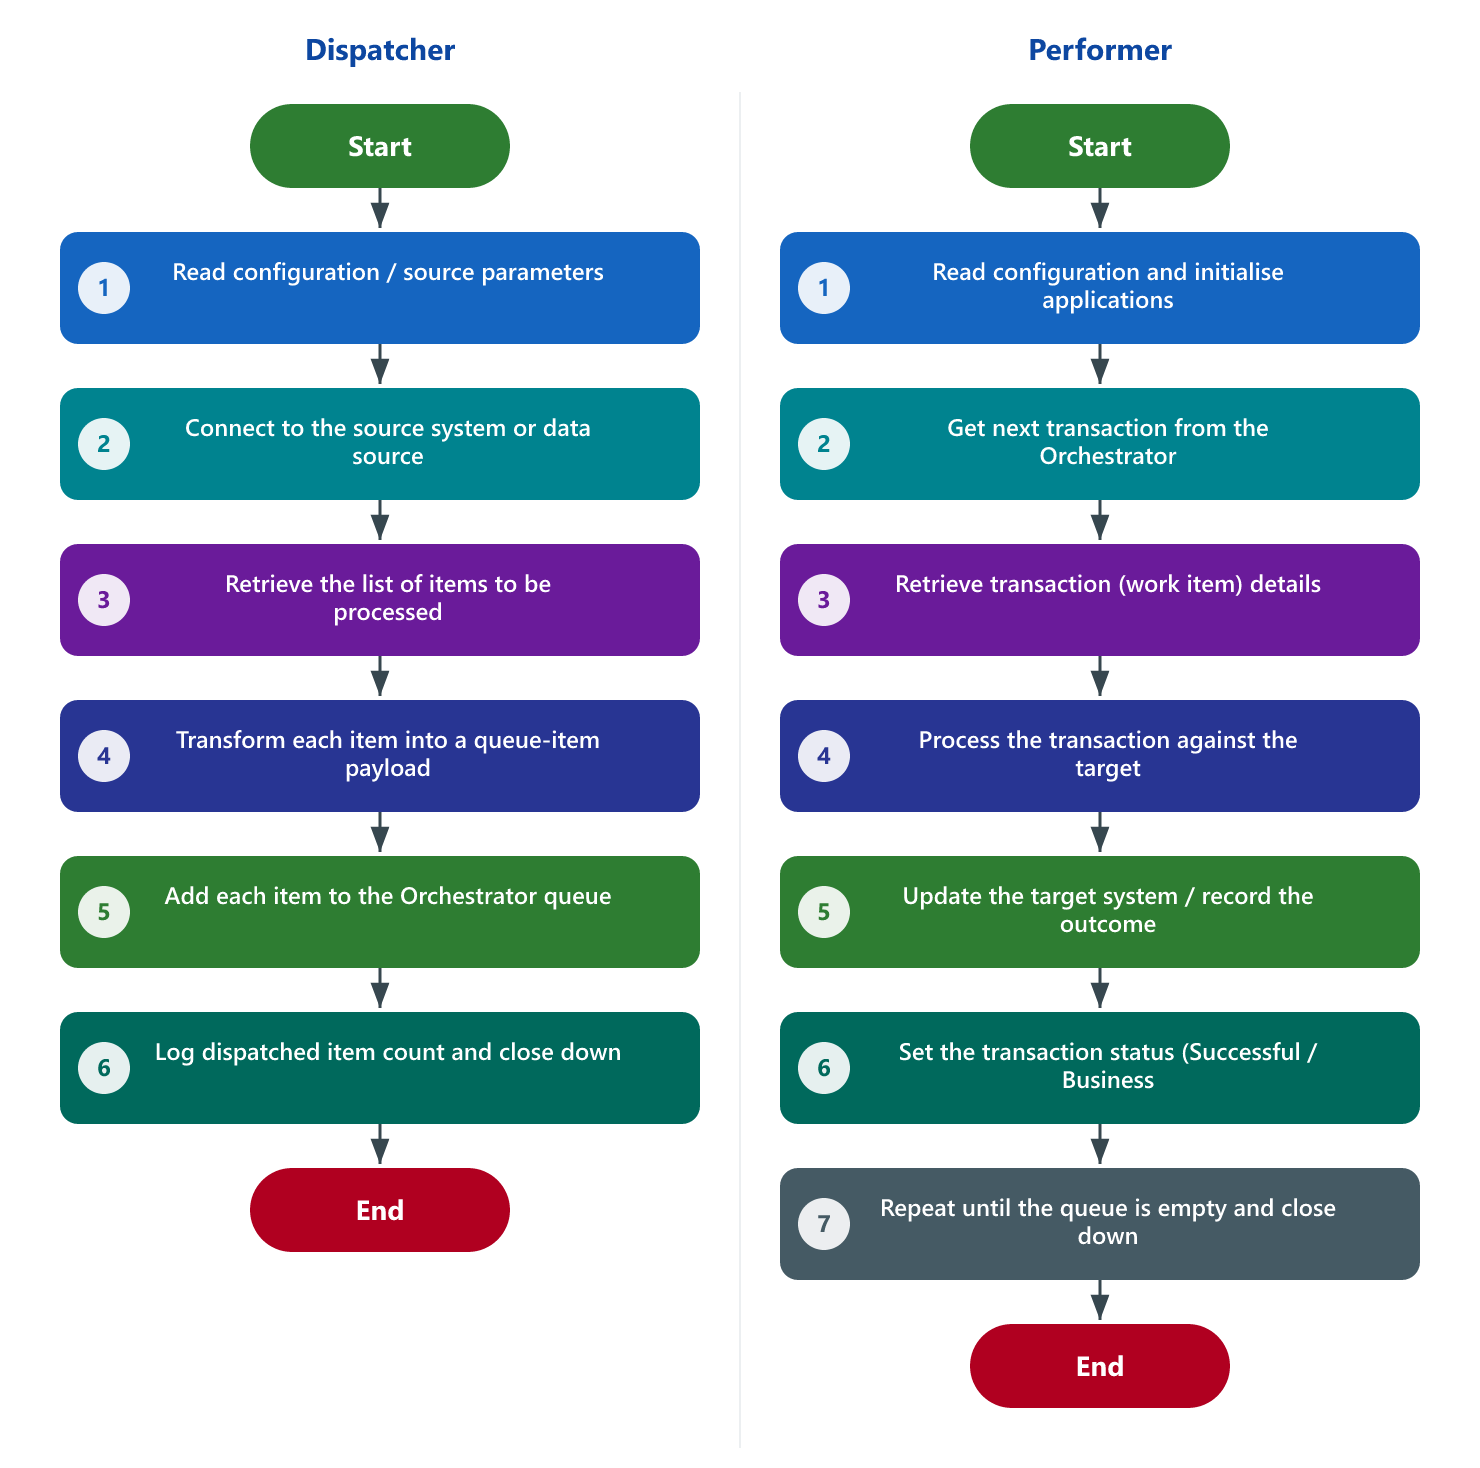 Dispatcher
Start
1
Read configuration / source parameters
2
Connect to the source system or data
source
3
Retrieve the list of items to be
processed
4
Transform each item into a queue-item
payload
5
Add each item to the Orchestrator queue
6
Log dispatched item count and close down
End
Performer
Start
1
Read configuration and initialise
applications
2
Get next transaction from the
Orchestrator
3
Retrieve transaction (work item) details
4
Process the transaction against the
target
5
Update the target system / record the
outcome
6
Set the transaction status (Successful /
Business
7
Repeat until the queue is empty and close
down
End